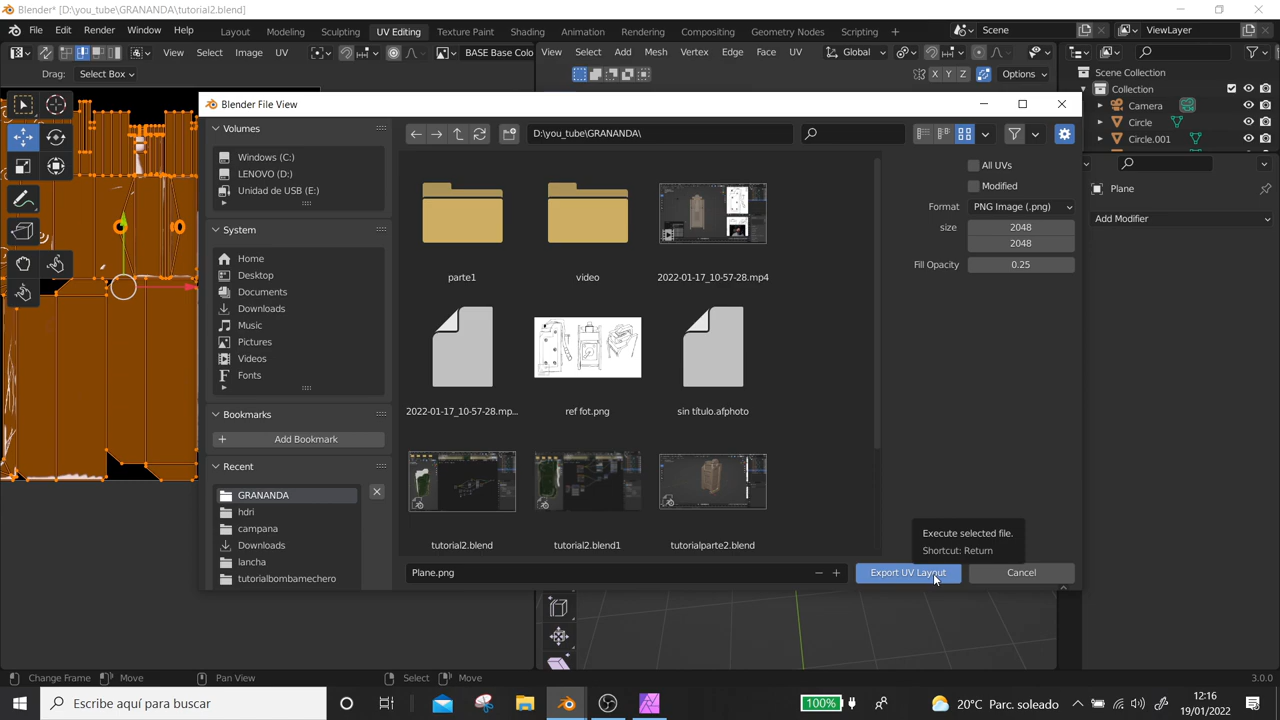 Blender* [D:\you_tube\GRANANDA\tutorial2.blend]
File Edit Render Window Help Layout Modeling Sculpting UV Editing Texture Paint Shading Animation Rendering Compositing Geometry Nodes Scripting + Scene ViewLayer
View Select Image UV BASE Base Colo View Select Add Mesh Vertex Edge Face UV Global
Drag: Select Box X Y Z Options
Scene Collection
Collection
Camera
Circle
Circle.001
Plane
Add Modifier
Blender File View
Volumes
Windows (C:)
LENOVO (D:)
Unidad de USB (E:)
System
Home
Desktop
Documents
Downloads
Music
Pictures
Videos
Fonts
Bookmarks
Add Bookmark
Recent
GRANANDA
hdri
campana
Downloads
lancha
tutorialbombamechero
D:\you_tube\GRANANDA\
parte1 video 2022-01-17_10-57-28.mp4
2022-01-17_10-57-28.mp... ref fot.png sin título.afphoto
tutorial2.blend tutorial2.blend1 tutorialparte2.blend
All UVs
Modified
Format PNG Image (.png)
size 2048
2048
Fill Opacity 0.25
Execute selected file.
Shortcut: Return
Plane.png Export UV Layout Cancel
Change Frame Move Pan View Select Move 3.0.0
Escribe aquí para buscar 100% 20°C Parc. soleado 12:16
19/01/2022